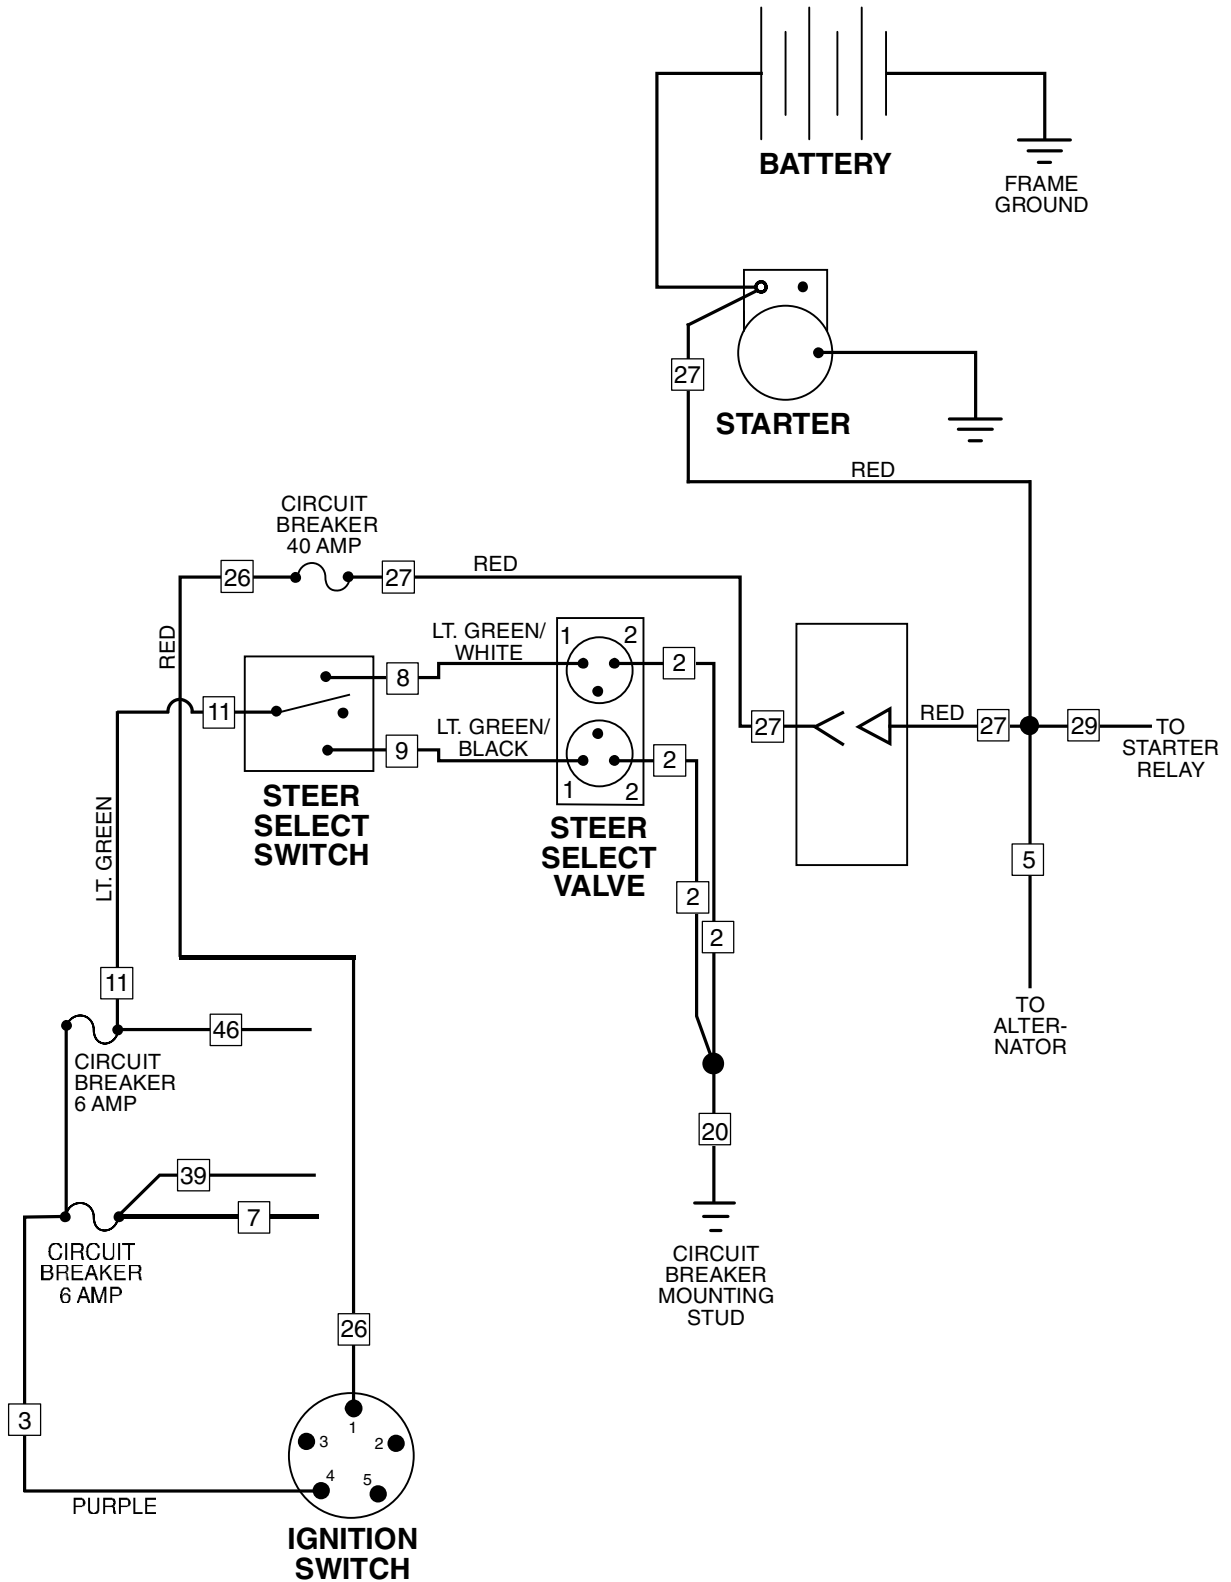 BATTERY
FRAME
GROUND
27
STARTER
RED
CIRCUIT
BREAKER
40 AMP
26
27
RED
RED
LT. GREEN/
WHITE
1
2
8
2
11
LT. GREEN/
BLACK
9
2
1
2
27
RED
27
29
TO
STARTER
RELAY
STEER
SELECT
SWITCH
STEER
SELECT
VALVE
LT. GREEN
5
2
2
11
TO
ALTER-
NATOR
46
CIRCUIT
BREAKER
6 AMP
20
39
7
CIRCUIT
BREAKER
6 AMP
CIRCUIT
BREAKER
MOUNTING
STUD
26
3
1
3
2
4
5
PURPLE
IGNITION
SWITCH